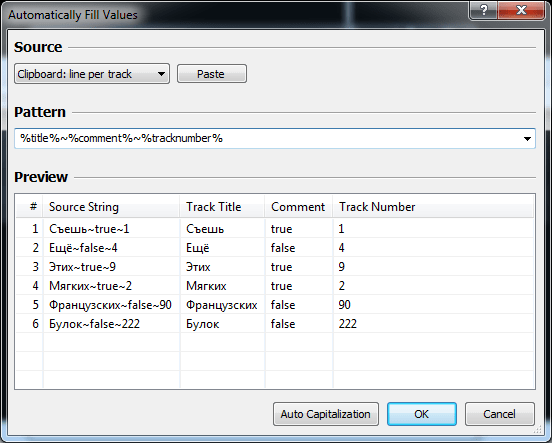 Automatically Fill Values
Source
Clipboard: line per track Paste
Pattern
%title%~%comment%~%tracknumber%
Preview
# Source String Track Title Comment Track Number
1 Съешь~true~1 Съешь true 1
2 Ещё~false~4 Ещё false 4
3 Этих~true~9 Этих true 9
4 Мягких~true~2 Мягких true 2
5 Французских~false~90 Французских false 90
6 Булок~false~222 Булок false 222
Auto Capitalization OK Cancel